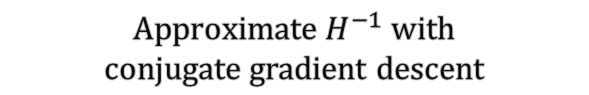 Approximate H⁻¹ with
conjugate gradient descent